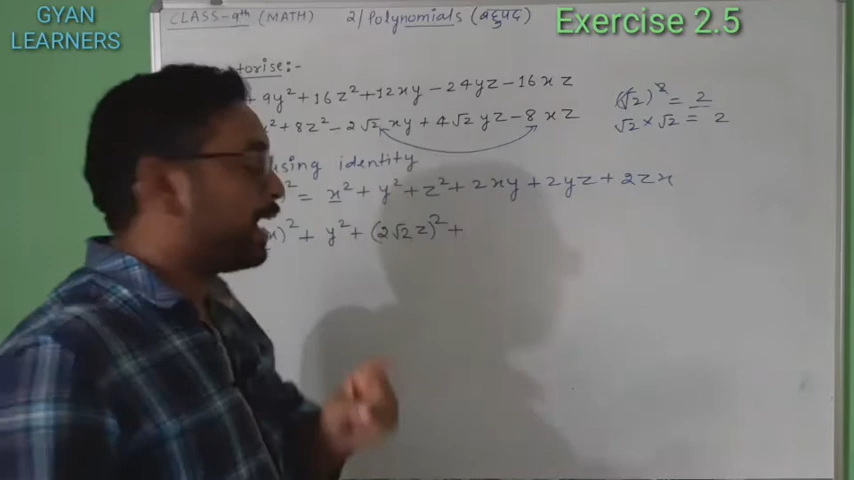 GYAN
LEARNERS
CLASS-9th (MATH) 2/Polynomials (बहुपद)
Exercise 2.5
torise:-
9y² + 16z² + 12xy - 24yz - 16xz
² + 8z² - 2√2 xy + 4√2 yz - 8xz
(√2)² = 2
√2 × √2 = 2
using identity
² = x² + y² + z² + 2xy + 2yz + 2zx
)² + y² + (2√2 z)² +